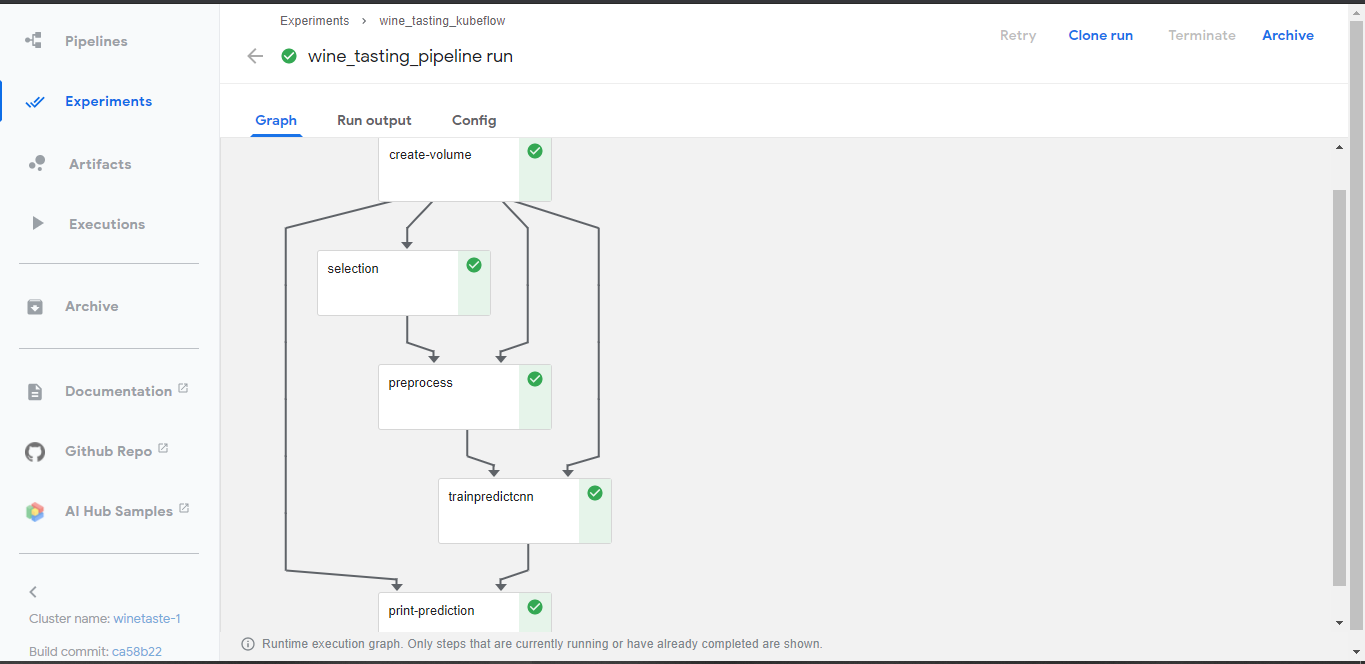 Pipelines
Experiments
Artifacts
Executions
Archive
Documentation
Github Repo
AI Hub Samples
Cluster name: winetaste-1
Build commit: ca58b22
Experiments › wine_tasting_kubeflow
wine_tasting_pipeline run
Retry Clone run Terminate Archive
Graph Run output Config
create-volume
selection
preprocess
trainpredictcnn
print-prediction
Runtime execution graph. Only steps that are currently running or have already completed are shown.